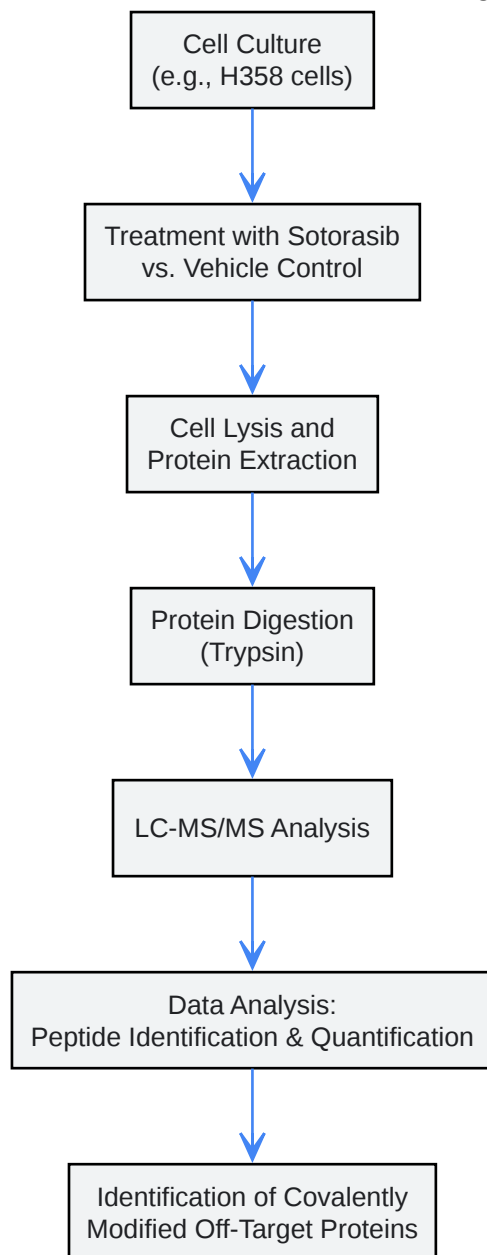 Cell Culture
(e.g., H358 cells)
Treatment with Sotorasib
vs. Vehicle Control
Cell Lysis and
Protein Extraction
Protein Digestion
(Trypsin)
LC-MS/MS Analysis
Data Analysis:
Peptide Identification & Quantification
Identification of Covalently
Modified Off-Target Proteins